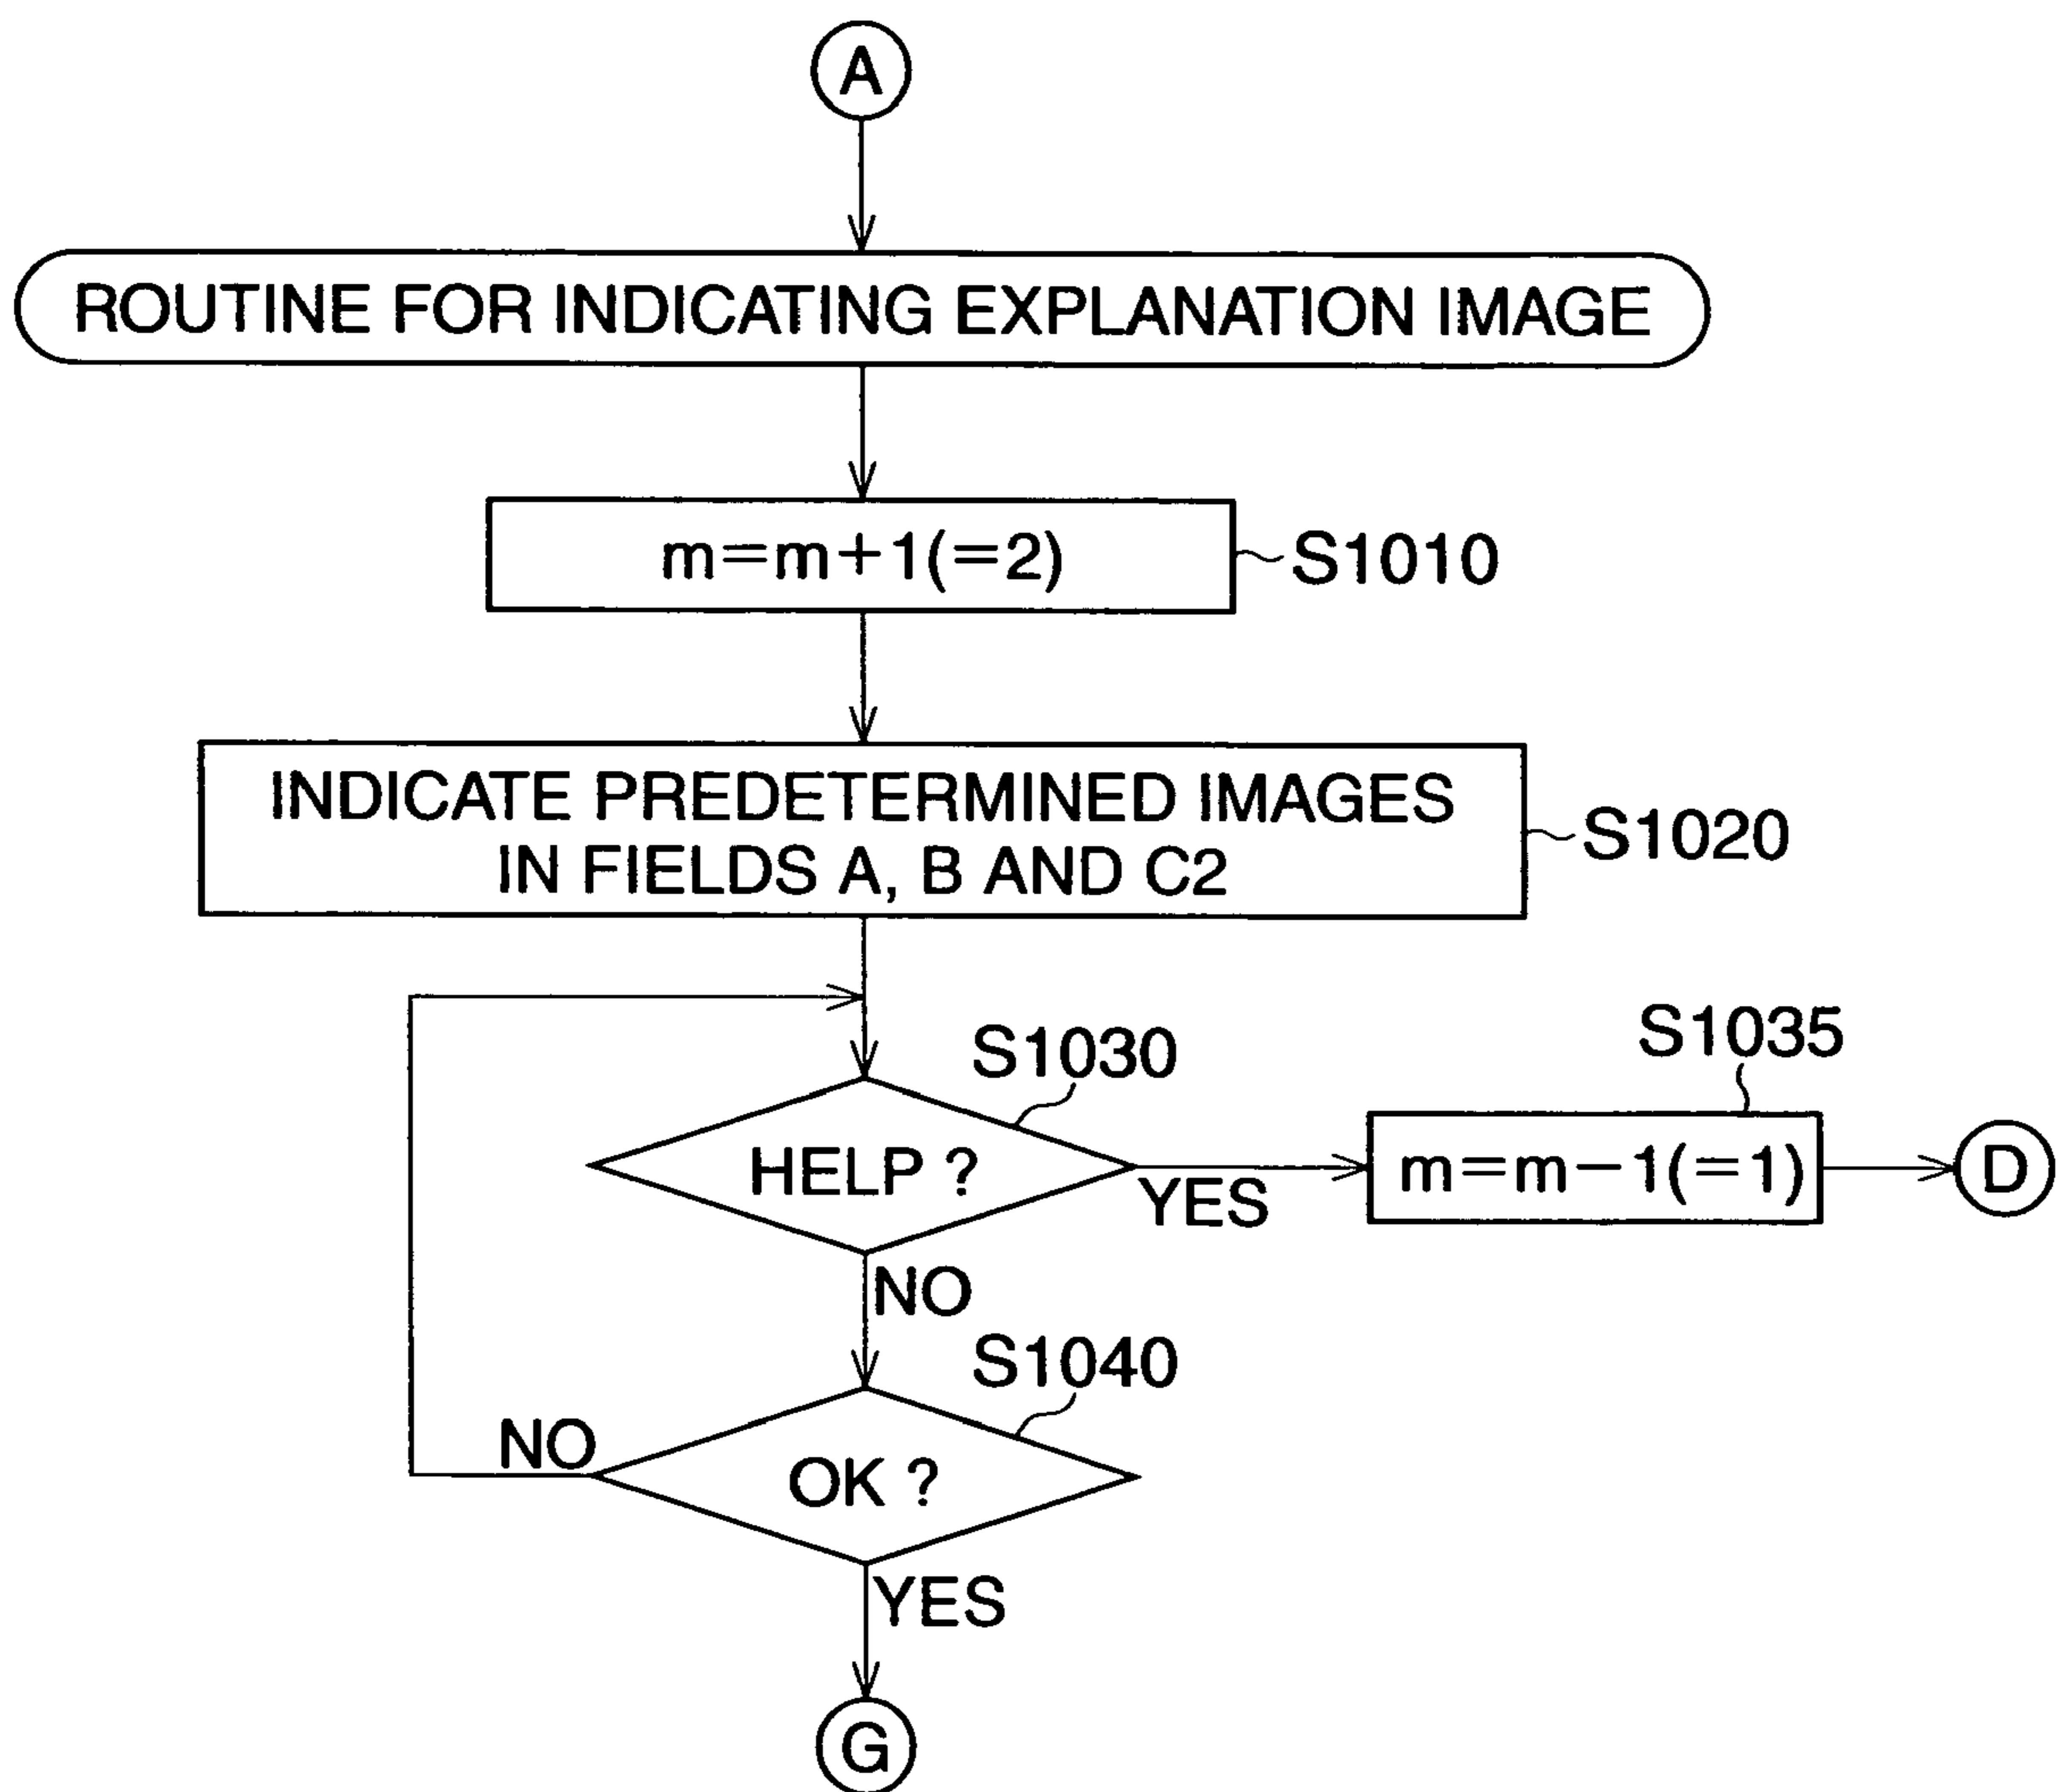 A
ROUTINE FOR INDICATING EXPLANATION IMAGE
m=m+1(=2)
S1010
INDICATE PREDETERMINED IMAGES
IN FIELDS A, B AND C2
S1020
S1030
HELP ?
YES
S1035
m=m−1(=1)
D
NO
S1040
OK ?
NO
YES
G